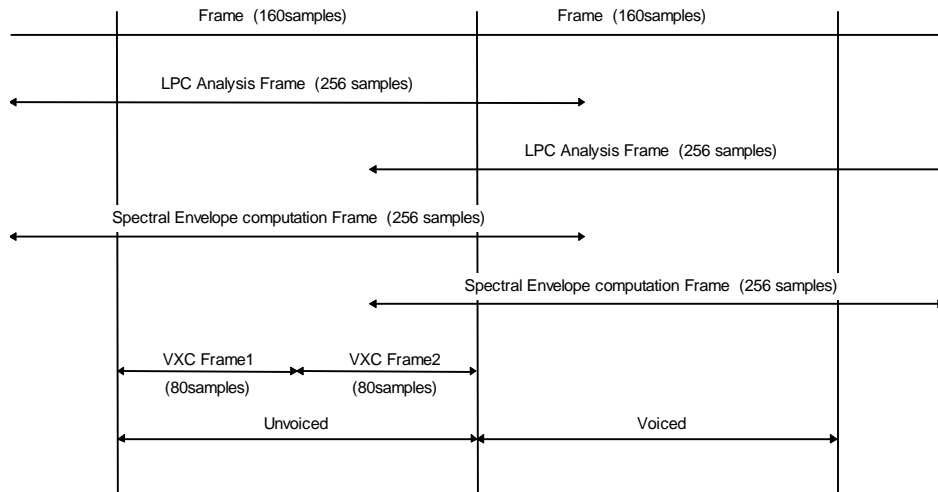 Frame (160samples) Frame (160samples)
LPC Analysis Frame (256 samples)
LPC Analysis Frame (256 samples)
Spectral Envelope computation Frame (256 samples)
Spectral Envelope computation Frame (256 samples)
VXC Frame1 VXC Frame2
(80samples) (80samples)
Unvoiced Voiced